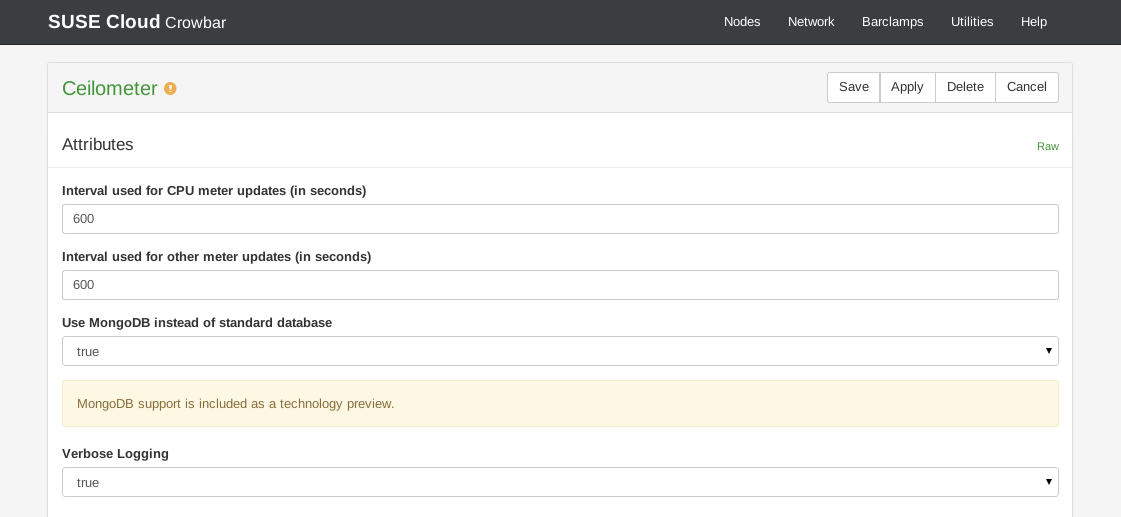 SUSE Cloud Crowbar
Nodes Network Barclamps Utilities Help
Ceilometer
Save Apply Delete Cancel
Attributes
Raw
Interval used for CPU meter updates (in seconds)
600
Interval used for other meter updates (in seconds)
600
Use MongoDB instead of standard database
true
MongoDB support is included as a technology preview.
Verbose Logging
true